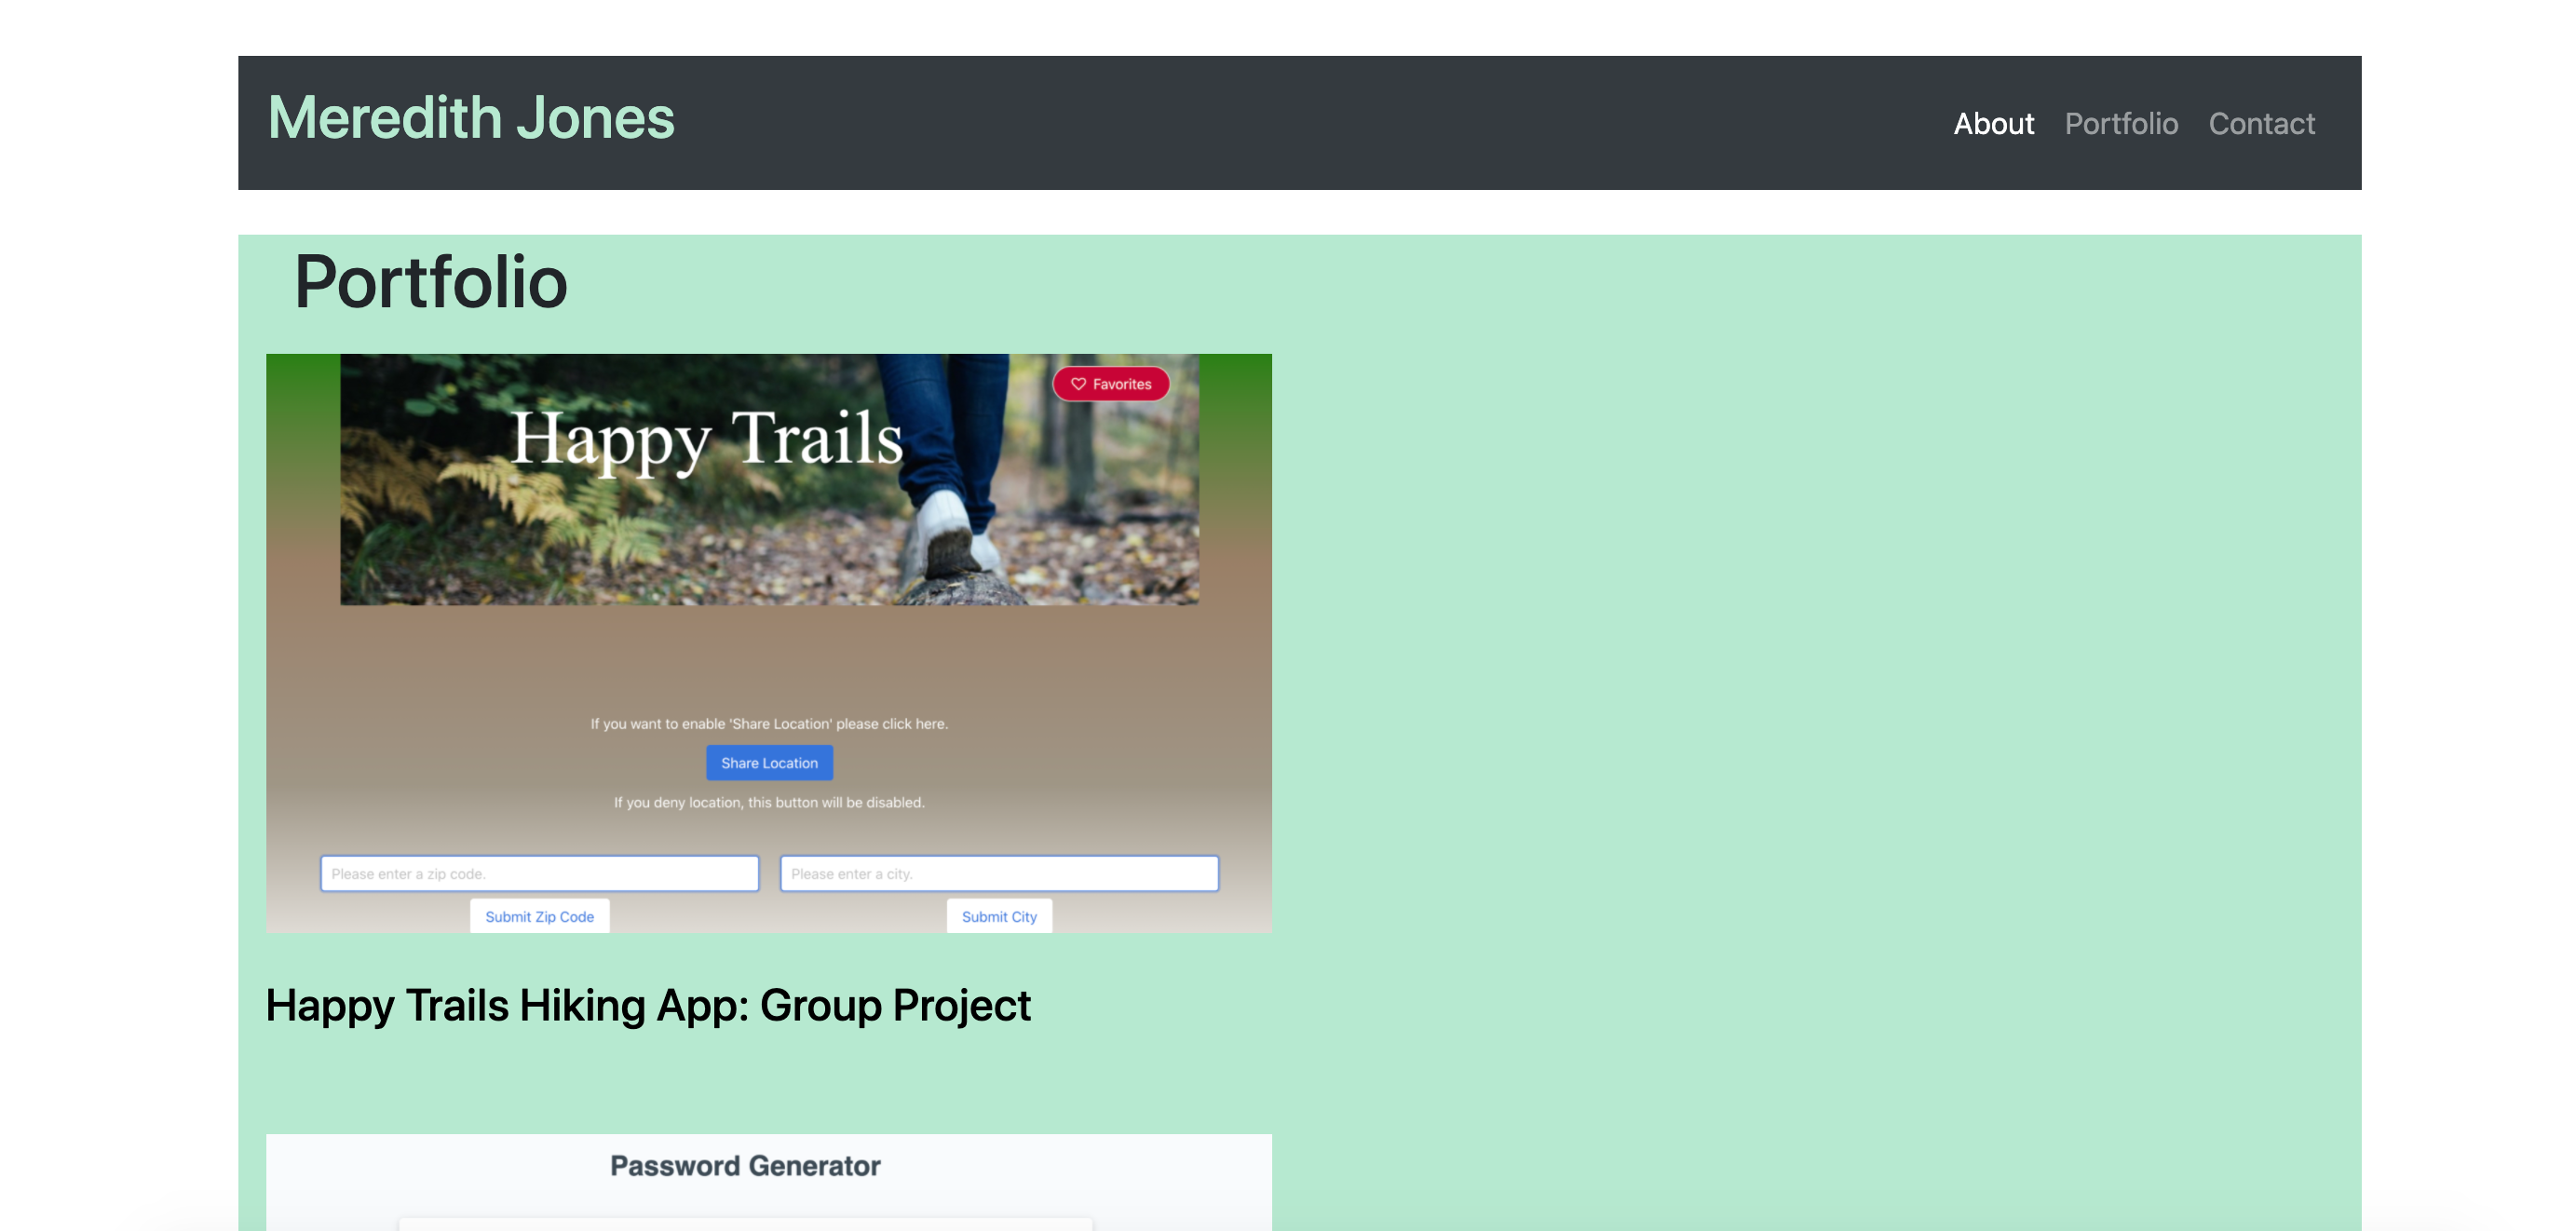 Meredith Jones
About Portfolio Contact
Portfolio
Favorites
Happy Trails
If you want to enable 'Share Location' please click here.
Share Location
If you deny location, this button will be disabled.
Please enter a zip code. Please enter a city.
Submit Zip Code Submit City
Happy Trails Hiking App: Group Project
Password Generator